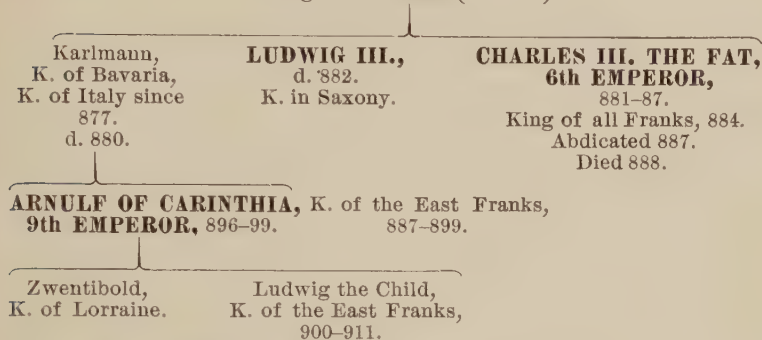 Karlmann,
K. of Bavaria,
K. of Italy since
877.
d. 880.
LUDWIG III.,
d. 882.
K. in Saxony.
CHARLES III. THE FAT,
6th EMPEROR,
881–87.
King of all Franks, 884.
Abdicated 887.
Died 888.
ARNULF OF CARINTHIA, K. of the East Franks,
9th EMPEROR, 896–99. 887–899.
Zwentibold,
K. of Lorraine.
Ludwig the Child,
K. of the East Franks,
900–911.